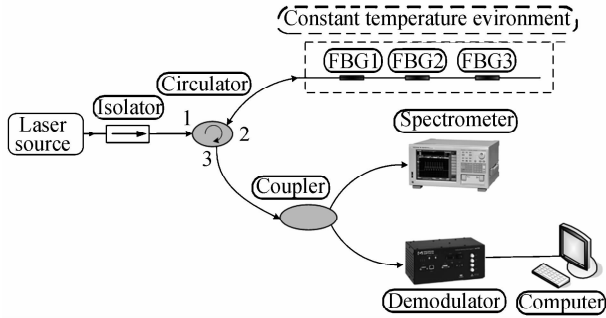 Constant temperature evironment
FBG1 FBG2 FBG3
Circulator
Isolator
Laser
source
1
2
3
Spectrometer
Coupler
Demodulator
Computer